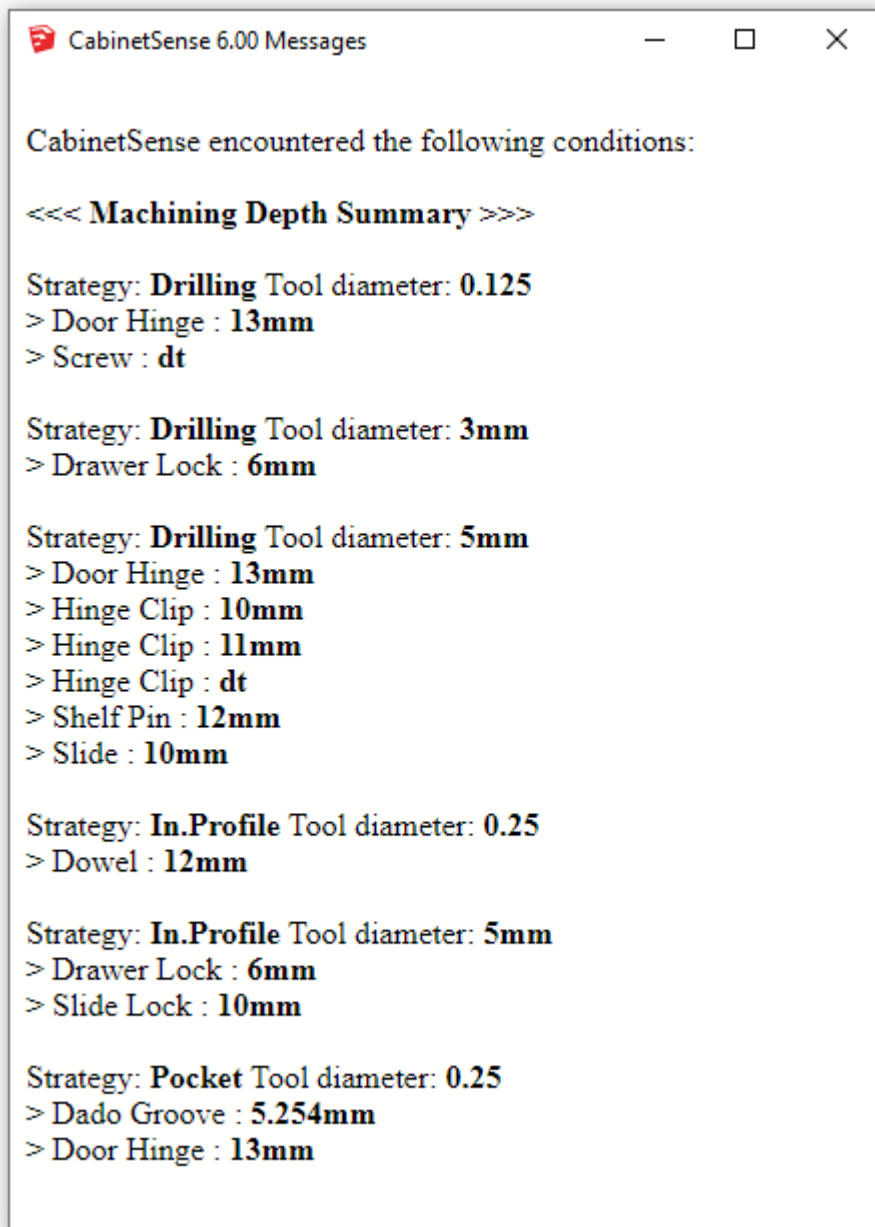 CabinetSense 6.00 Messages
CabinetSense encountered the following conditions:
<<< Machining Depth Summary >>>
Strategy: Drilling Tool diameter: 0.125
> Door Hinge : 13mm
> Screw : dt
Strategy: Drilling Tool diameter: 3mm
> Drawer Lock : 6mm
Strategy: Drilling Tool diameter: 5mm
> Door Hinge : 13mm
> Hinge Clip : 10mm
> Hinge Clip : 11mm
> Hinge Clip : dt
> Shelf Pin : 12mm
> Slide : 10mm
Strategy: In.Profile Tool diameter: 0.25
> Dowel : 12mm
Strategy: In.Profile Tool diameter: 5mm
> Drawer Lock : 6mm
> Slide Lock : 10mm
Strategy: Pocket Tool diameter: 0.25
> Dado Groove : 5.254mm
> Door Hinge : 13mm